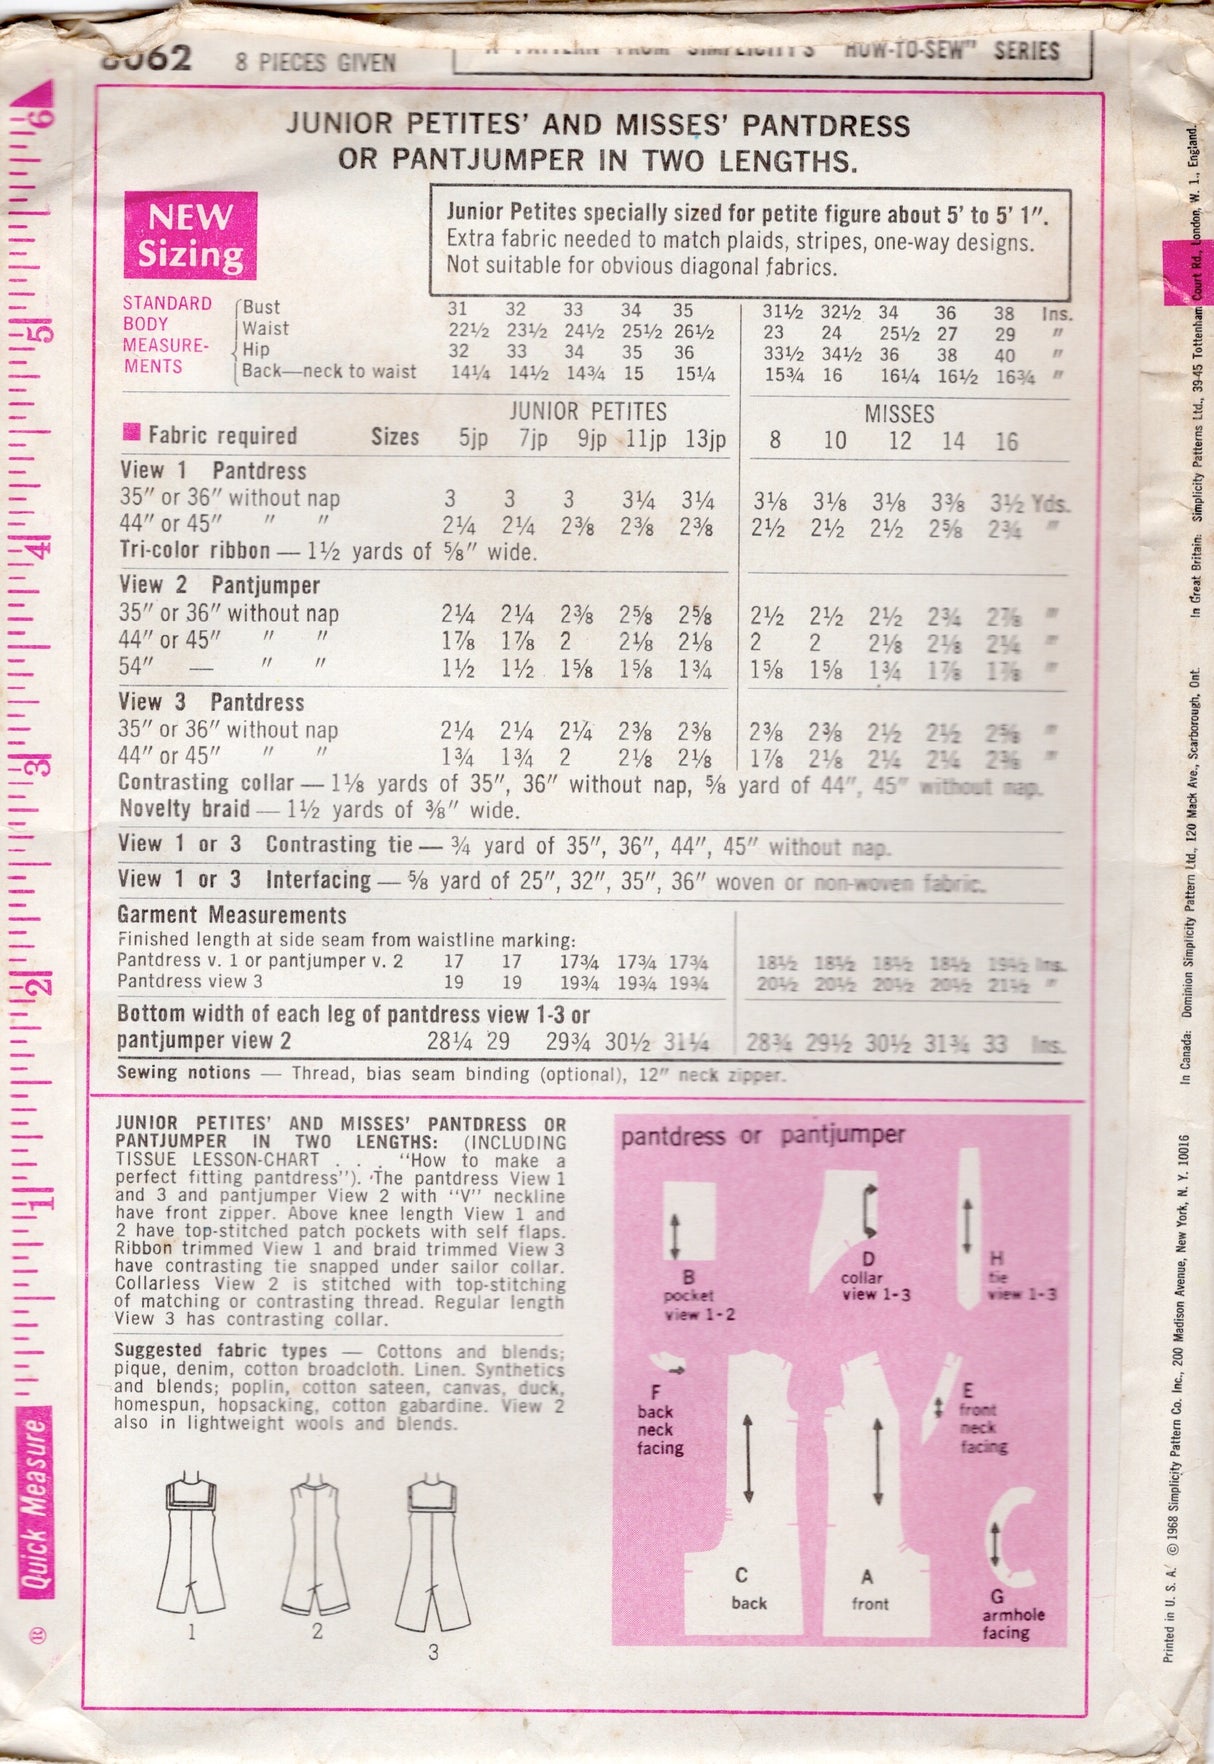 8062 8 PIECES GIVEN
A PATTERN FROM SIMPLICITY'S "HOW-TO-SEW" SERIES
JUNIOR PETITES' AND MISSES' PANTDRESS
OR PANTJUMPER IN TWO LENGTHS.
NEW
Sizing
Junior Petites specially sized for petite figure about 5' to 5' 1".
Extra fabric needed to match plaids, stripes, one-way designs.
Not suitable for obvious diagonal fabrics.
STANDARD
BODY
MEASURE-
MENTS
Bust 31 32 33 34 35 31½ 32½ 34 36 38 Ins.
Waist 22½ 23½ 24½ 25½ 26½ 23 24 25½ 27 29 "
Hip 32 33 34 35 36 33½ 34½ 36 38 40 "
Back—neck to waist 14¼ 14½ 14¾ 15 15¼ 15¾ 16 16¼ 16½ 16¾ "
JUNIOR PETITES MISSES
Fabric required Sizes 5jp 7jp 9jp 11jp 13jp 8 10 12 14 16
View 1 Pantdress
35" or 36" without nap 3 3 3 3¼ 3¼ 3⅛ 3⅛ 3⅛ 3⅜ 3½ Yds.
44" or 45" " " 2¼ 2¼ 2⅜ 2⅜ 2⅜ 2½ 2½ 2½ 2⅝ 2¾ "
Tri-color ribbon — 1½ yards of ⅝" wide.
View 2 Pantjumper
35" or 36" without nap 2¼ 2¼ 2⅜ 2⅝ 2⅝ 2½ 2½ 2½ 2¾ 2⅞ "
44" or 45" " " 1⅞ 1⅞ 2 2⅛ 2⅛ 2 2 2⅛ 2⅛ 2¼ "
54" — " " 1½ 1½ 1⅝ 1⅝ 1¾ 1⅝ 1⅝ 1¾ 1⅞ 1⅞ "
View 3 Pantdress
35" or 36" without nap 2¼ 2¼ 2¼ 2⅜ 2⅜ 2⅜ 2⅜ 2½ 2½ 2⅝ "
44" or 45" " " 1¾ 1¾ 2 2⅛ 2⅛ 1⅞ 2⅛ 2¼ 2¼ 2⅜ "
Contrasting collar — 1⅛ yards of 35", 36" without nap, ⅝ yard of 44", 45" without nap.
Novelty braid — 1½ yards of ⅜" wide.
View 1 or 3 Contrasting tie — ¾ yard of 35", 36", 44", 45" without nap.
View 1 or 3 Interfacing — ⅝ yard of 25", 32", 35", 36" woven or non-woven fabric.
Garment Measurements
Finished length at side seam from waistline marking:
Pantdress v. 1 or pantjumper v. 2 17 17 17¾ 17¾ 17¾ 18½ 18½ 18½ 18½ 19½ Ins.
Pantdress view 3 19 19 19¾ 19¾ 19¾ 20½ 20½ 20½ 20½ 21½ "
Bottom width of each leg of pantdress view 1-3 or
pantjumper view 2 28¼ 29 29¾ 30½ 31¼ 28¾ 29½ 30½ 31¾ 33 Ins.
Sewing notions — Thread, bias seam binding (optional), 12" neck zipper.
JUNIOR PETITES' AND MISSES' PANTDRESS OR
PANTJUMPER IN TWO LENGTHS: (INCLUDING
TISSUE LESSON-CHART . . . "How to make a
perfect fitting pantdress"). The pantdress View 1
and 3 and pantjumper View 2 with "V" neckline
have front zipper. Above knee length View 1 and
2 have top-stitched patch pockets with self flaps.
Ribbon trimmed View 1 and braid trimmed View 3
have contrasting tie snapped under sailor collar.
Collarless View 2 is stitched with top-stitching
of matching or contrasting thread. Regular length
View 3 has contrasting collar.
Suggested fabric types — Cottons and blends;
pique, denim, cotton broadcloth. Linen. Synthetics
and blends; poplin, cotton sateen, canvas, duck,
homespun, hopsacking, cotton gabardine. View 2
also in lightweight wools and blends.
1
2
3
pantdress or pantjumper
B
pocket
view 1-2
D
collar
view 1-3
H
tie
view 1-3
F
back
neck
facing
E
front
neck
facing
C
back
A
front
G
armhole
facing
6
5
4
3
2
1
Quick Measure
®
Printed in U. S. A. © 1968 Simplicity Pattern Co. Inc., 200 Madison Avenue, New York, N. Y. 10016 In Canada: Dominion Simplicity Pattern Ltd., 120 Mack Ave., Scarborough, Ont. In Great Britain: Simplicity Patterns Ltd., 39-45 Tottenham Court Rd., London, W. 1., England.